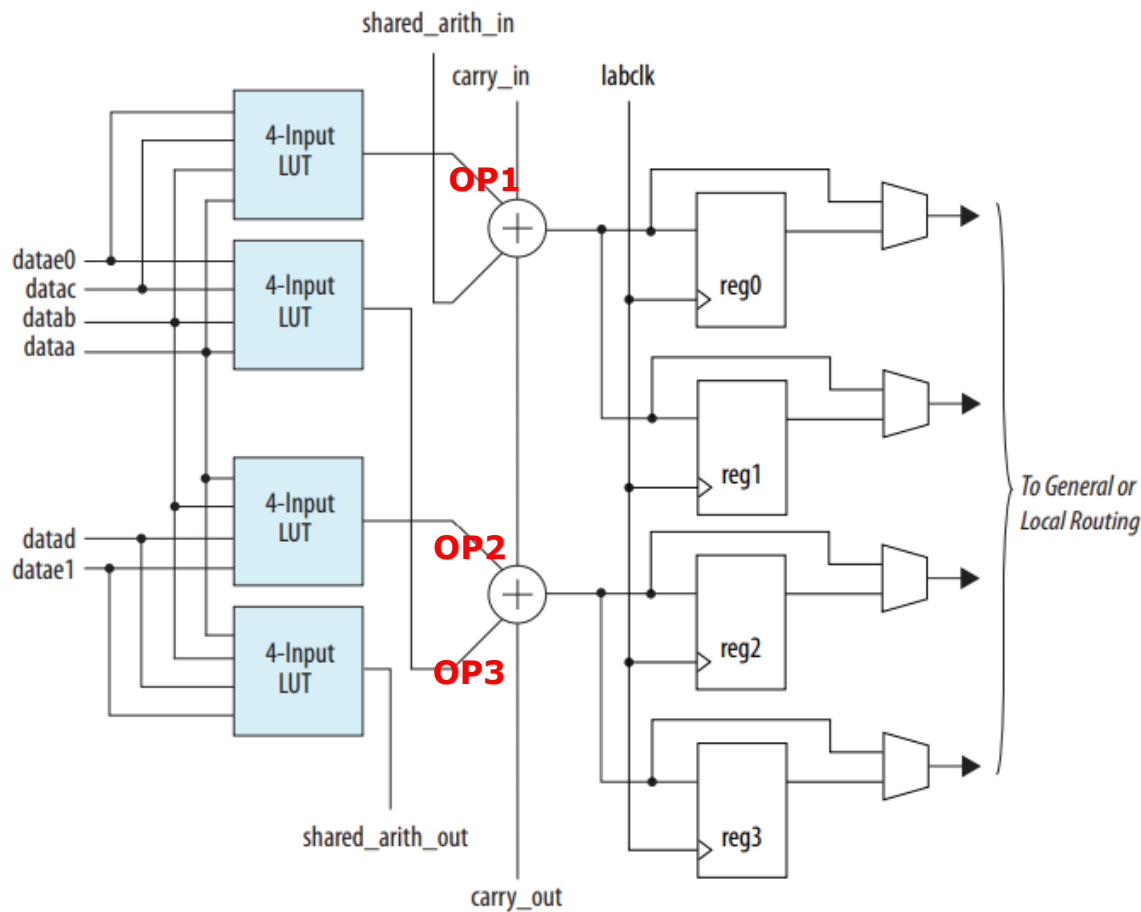 shared_arith_in
carry_in
labclk
4-Input
LUT
OP1
datae0
datac
datab
dataa
4-Input
LUT
reg0
reg1
4-Input
LUT
datad
datae1
OP2
To General or
Local Routing
4-Input
LUT
OP3
reg2
shared_arith_out
reg3
carry_out